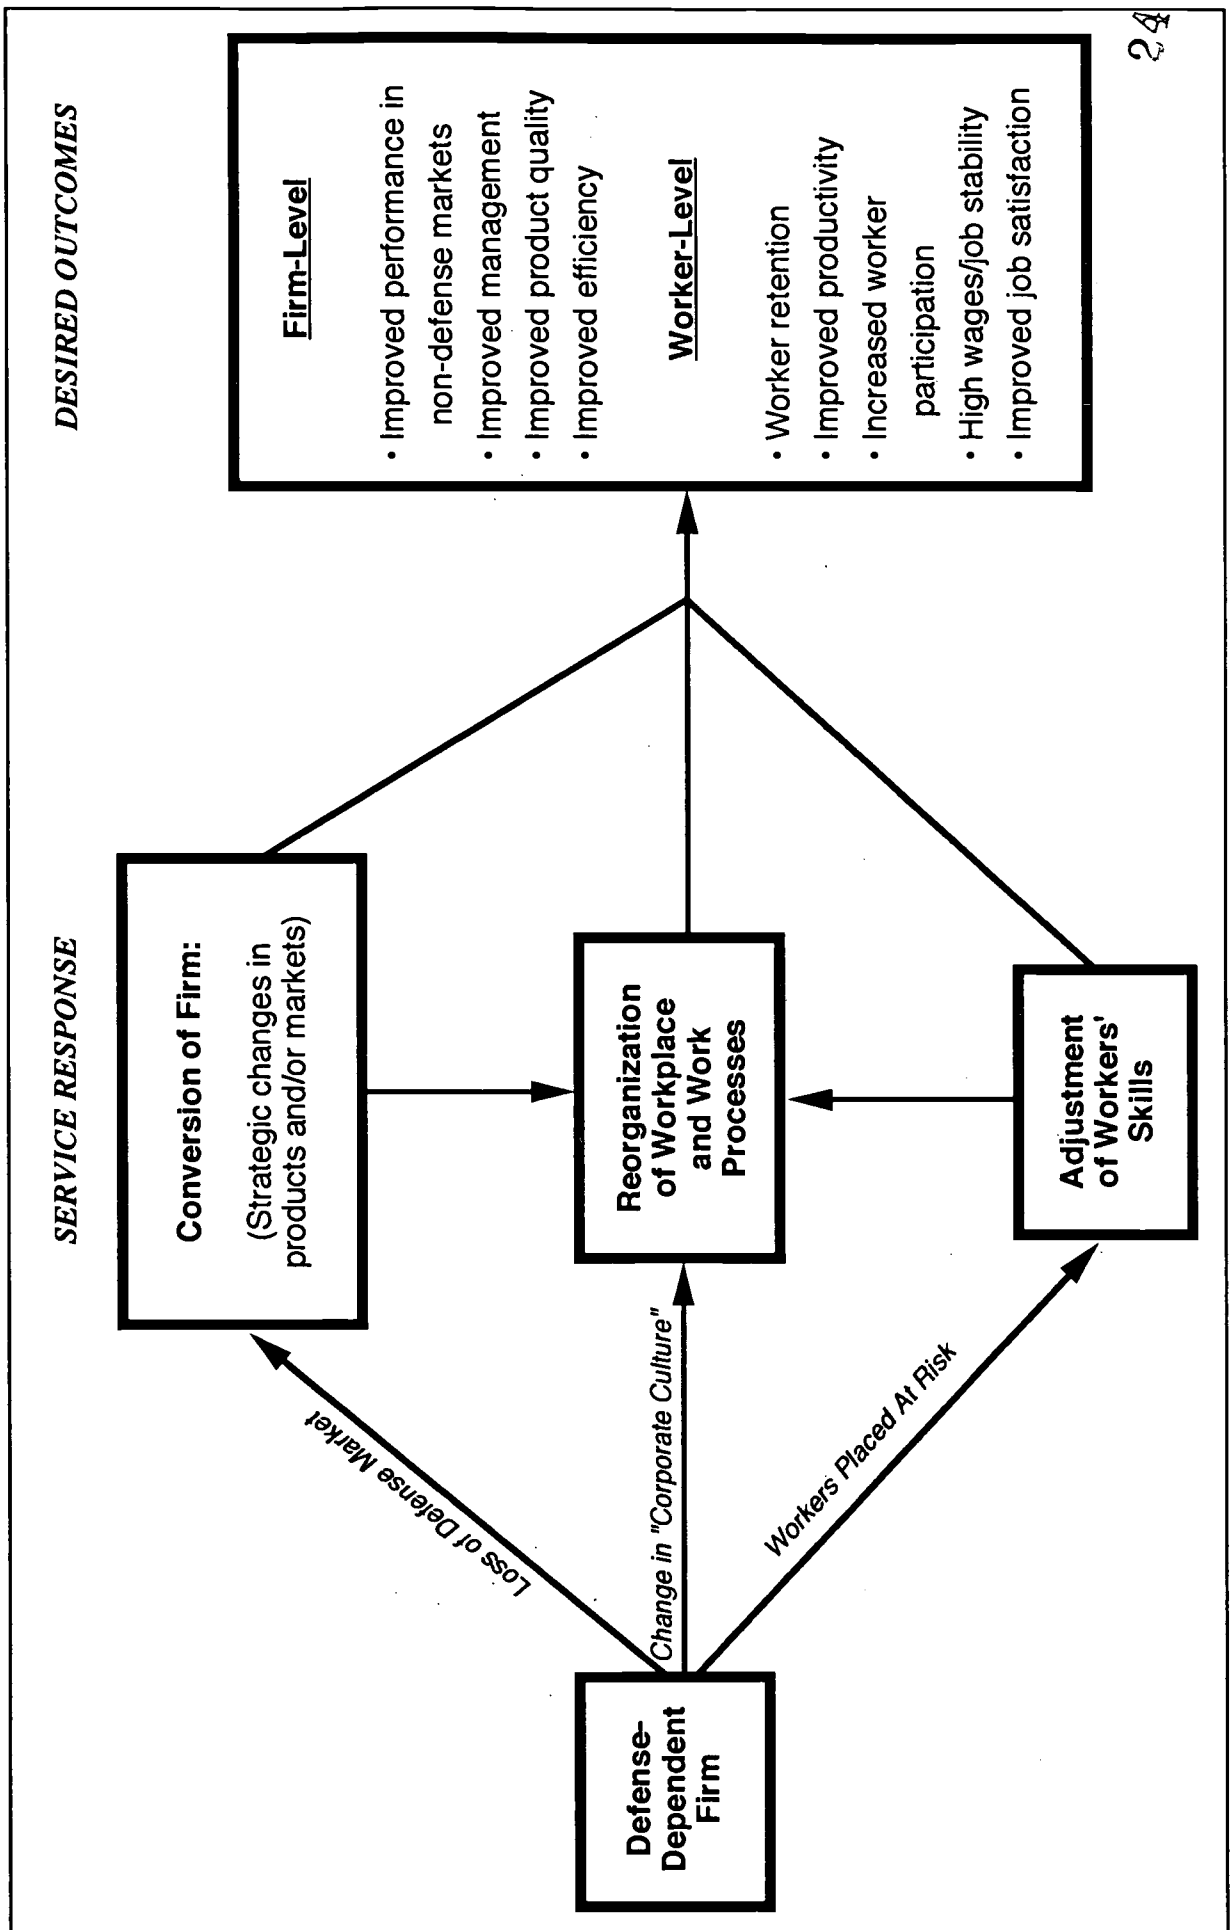 SERVICE RESPONSE
DESIRED OUTCOMES
Defense-
Dependent
Firm
Loss of Defense Market
Change in "Corporate Culture"
Workers Placed At Risk
Conversion of Firm:
(Strategic changes in
products and/or markets)
Reorganization
of Workplace
and Work
Processes
Adjustment
of Workers'
Skills
Firm-Level
• Improved performance in
non-defense markets
• Improved management
• Improved product quality
• Improved efficiency
Worker-Level
• Worker retention
• Improved productivity
• Increased worker
participation
• High wages/job stability
• Improved job satisfaction
24